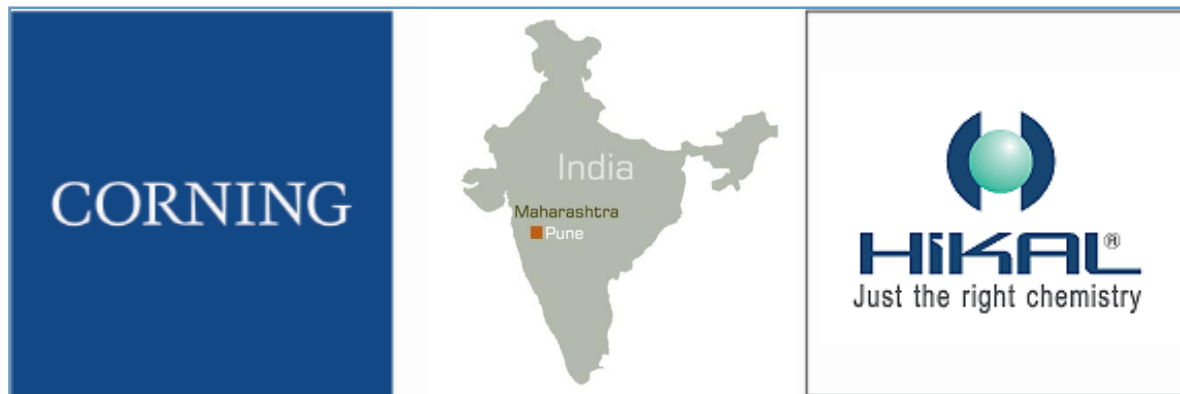 CORNING
India
Maharashtra
Pune
HiKAL®
Just the right chemistry